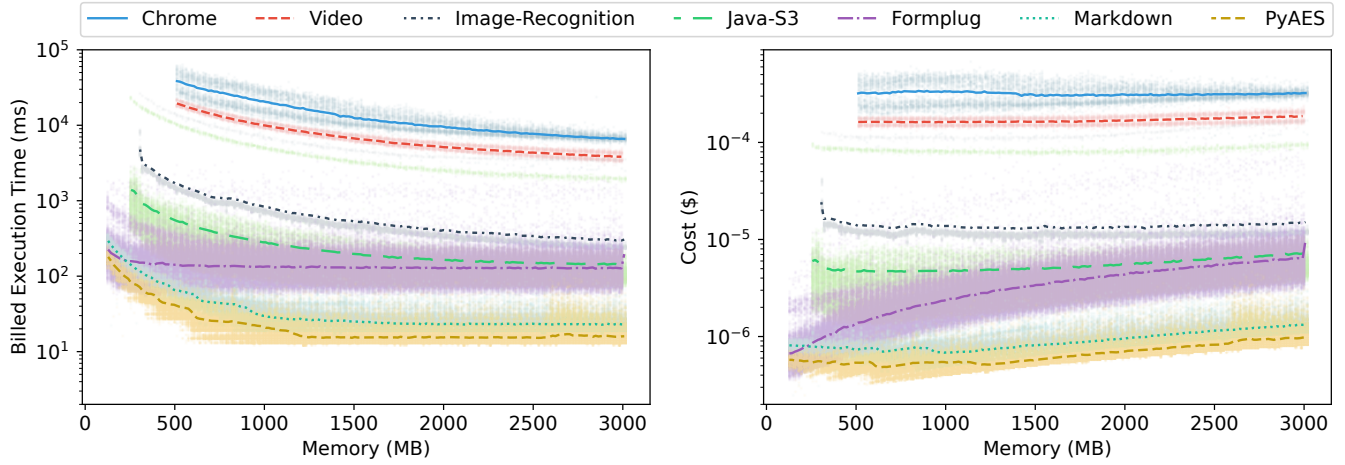 Chrome Video Image-Recognition Java-S3 Formplug Markdown PyAES
Billed Execution Time (ms)
10^5
10^4
10^3
10^2
10^1
0 500 1000 1500 2000 2500 3000
Memory (MB)
Cost ($)
10^-4
10^-5
10^-6
0 500 1000 1500 2000 2500 3000
Memory (MB)